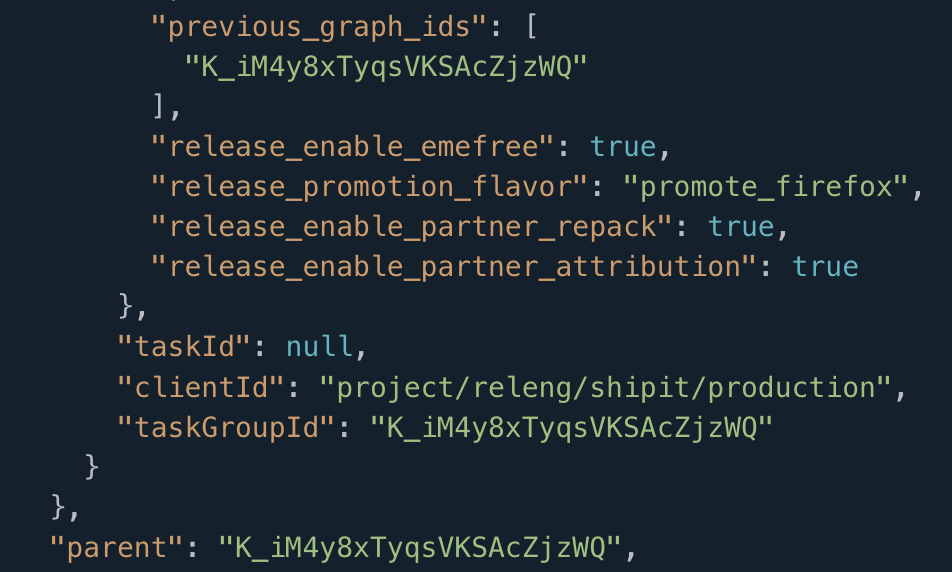 "previous_graph_ids": [
"K_iM4y8xTyqsVKSAcZjzWQ"
],
"release_enable_emefree": true,
"release_promotion_flavor": "promote_firefox",
"release_enable_partner_repack": true,
"release_enable_partner_attribution": true
},
"taskId": null,
"clientId": "project/releng/shipit/production",
"taskGroupId": "K_iM4y8xTyqsVKSAcZjzWQ"
}
},
"parent": "K_iM4y8xTyqsVKSAcZjzWQ",